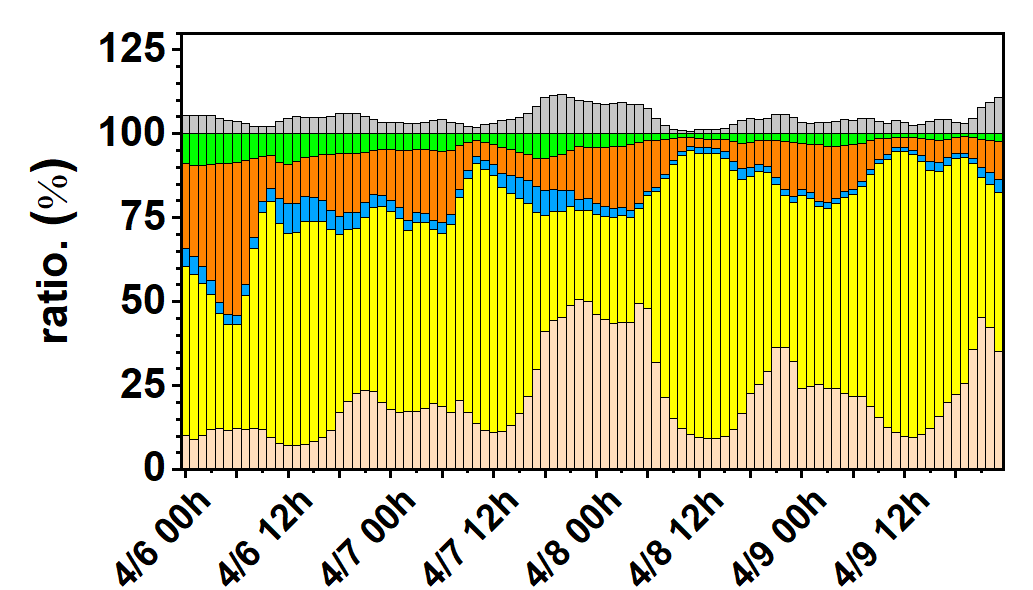 125
100
75
50
25
0
ratio. (%)
4/6 00h
4/6 12h
4/7 00h
4/7 12h
4/8 00h
4/8 12h
4/9 00h
4/9 12h